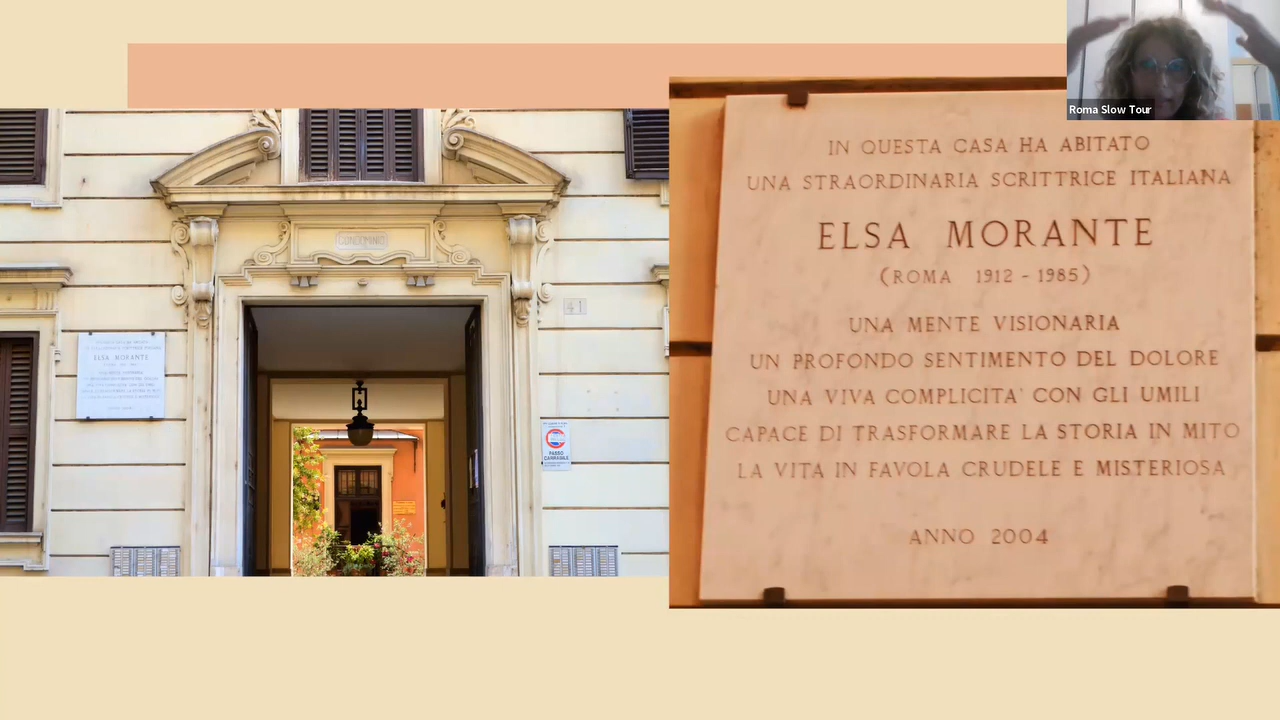 Roma Slow Tour
IN QUESTA CASA HA ABITATO
UNA STRAORDINARIA SCRITTRICE ITALIANA
ELSA MORANTE
(ROMA 1912 - 1985)
UNA MENTE VISIONARIA
UN PROFONDO SENTIMENTO DEL DOLORE
UNA VIVA COMPLICITA' CON GLI UMILI
CAPACE DI TRASFORMARE LA STORIA IN MITO
LA VITA IN FAVOLA CRUDELE E MISTERIOSA
ANNO 2004
41
ELSA MORANTE
PASSO
CARRABILE